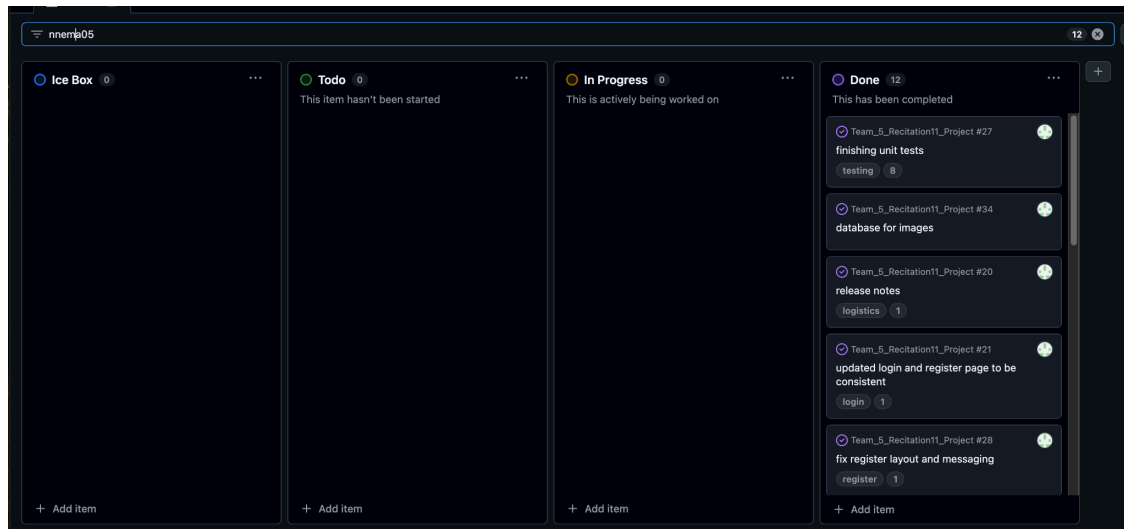 nnema05
12
Ice Box 0
Todo 0
This item hasn't been started
In Progress 0
This is actively being worked on
Done 12
This has been completed
Team_5_Recitation11_Project #27
finishing unit tests
testing 8
Team_5_Recitation11_Project #34
database for images
Team_5_Recitation11_Project #20
release notes
logistics 1
Team_5_Recitation11_Project #21
updated login and register page to be
consistent
login 1
Team_5_Recitation11_Project #28
fix register layout and messaging
register 1
+ Add item
+ Add item
+ Add item
+ Add item